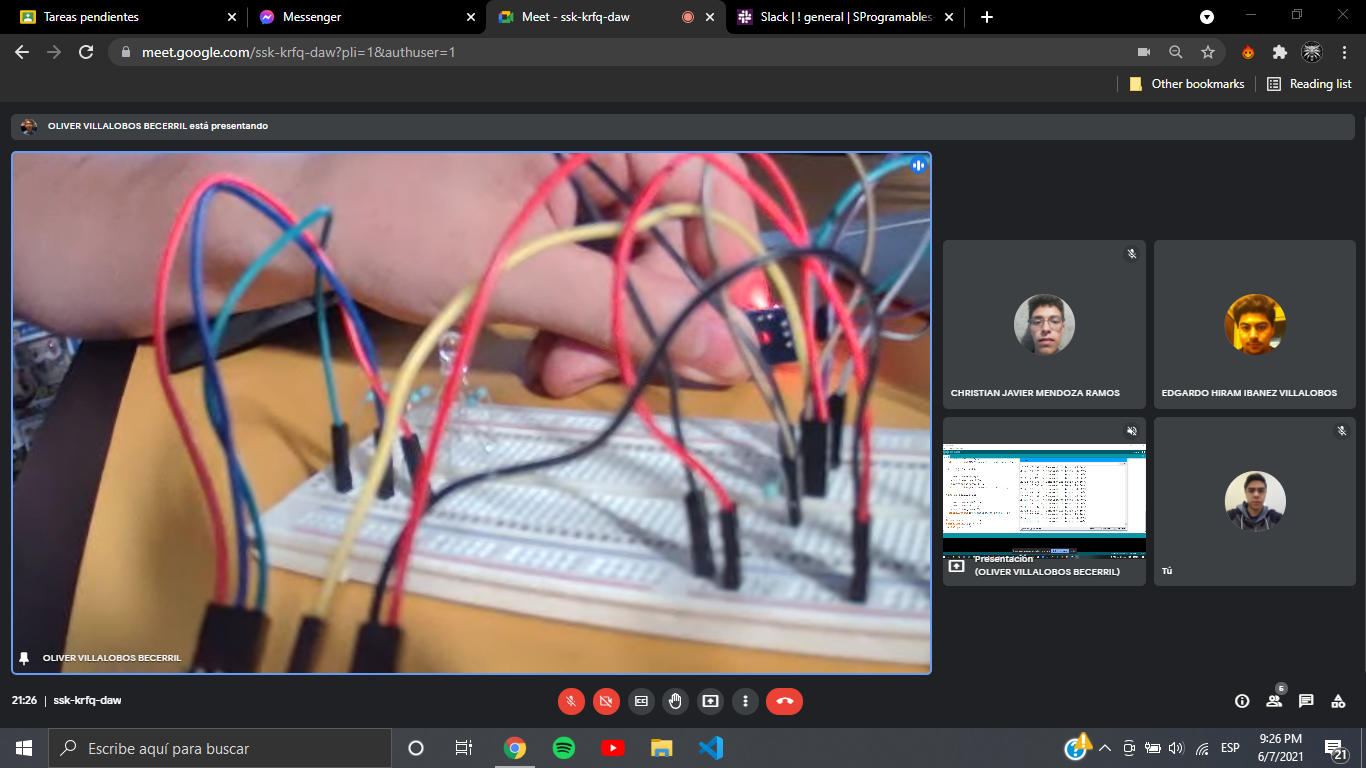 Tareas pendientes
Messenger
Meet - ssk-krfq-daw
Slack | ! general | SProgramables
meet.google.com/ssk-krfq-daw?pli=1&authuser=1
Other bookmarks
Reading list
OLIVER VILLALOBOS BECERRIL está presentando
CHRISTIAN JAVIER MENDOZA RAMOS
EDGARDO HIRAM IBANEZ VILLALOBOS
Presentación
(OLIVER VILLALOBOS BECERRIL)
Tú
OLIVER VILLALOBOS BECERRIL
21:26 | ssk-krfq-daw
6
Escribe aquí para buscar
ESP
9:26 PM
6/7/2021
21